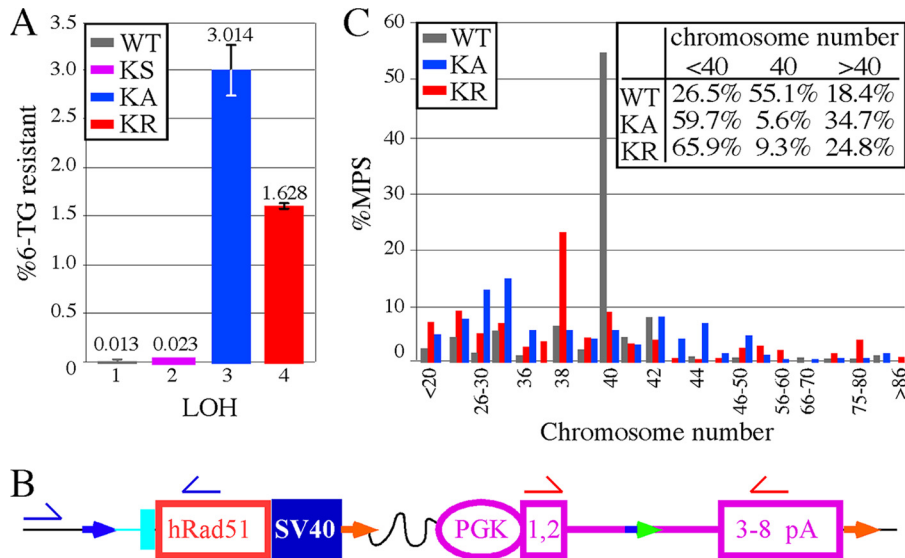 A
3.5
3.0
2.5
2.0
1.5
1.0
0.5
0
%6-TG resistant
WT
KS
KA
KR
3.014
1.628
0.013
0.023
1 2 3 4
LOH
C
60
50
40
30
20
10
0
%MPS
WT
KA
KR
chromosome number
<40 40 >40
WT 26.5% 55.1% 18.4%
KA 59.7% 5.6% 34.7%
KR 65.9% 9.3% 24.8%
<20 26-30 36 38 40 42 44 46-50 56-60 66-70 75-80 >86
Chromosome number
B
hRad51 SV40 PGK 1,2 3-8 pA